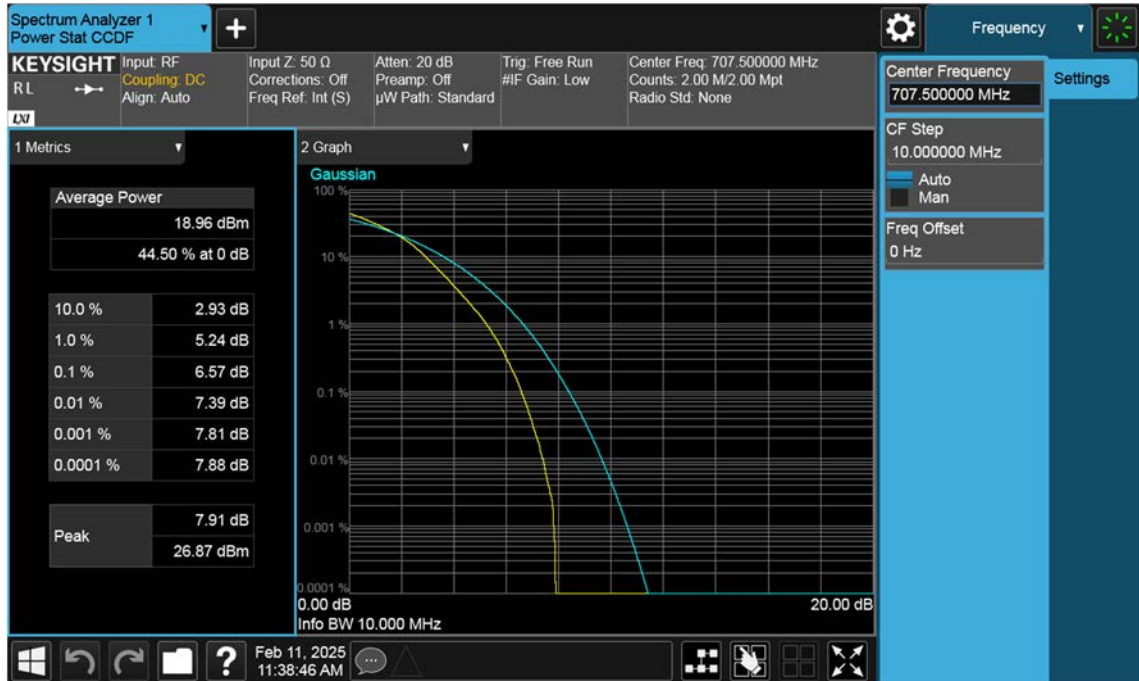 Spectrum Analyzer 1
Power Stat CCDF
+
Frequency
KEYSIGHT
RL
LXI
Input: RF
Coupling: DC
Align: Auto
Input Z: 50 Ω
Corrections: Off
Freq Ref: Int (S)
Atten: 20 dB
Preamp: Off
µW Path: Standard
Trig: Free Run
#IF Gain: Low
Center Freq: 707.500000 MHz
Counts: 2.00 M/2.00 Mpt
Radio Std: None
Center Frequency
707.500000 MHz
Settings
CF Step
10.000000 MHz
Auto
Man
Freq Offset
0 Hz
1 Metrics
Average Power
18.96 dBm
44.50 % at 0 dB
10.0 % 2.93 dB
1.0 % 5.24 dB
0.1 % 6.57 dB
0.01 % 7.39 dB
0.001 % 7.81 dB
0.0001 % 7.88 dB
Peak
7.91 dB
26.87 dBm
2 Graph
Gaussian
100 %
10 %
1 %
0.1 %
0.01 %
0.001 %
0.0001 %
0.00 dB 20.00 dB
Info BW 10.000 MHz
?
Feb 11, 2025
11:38:46 AM